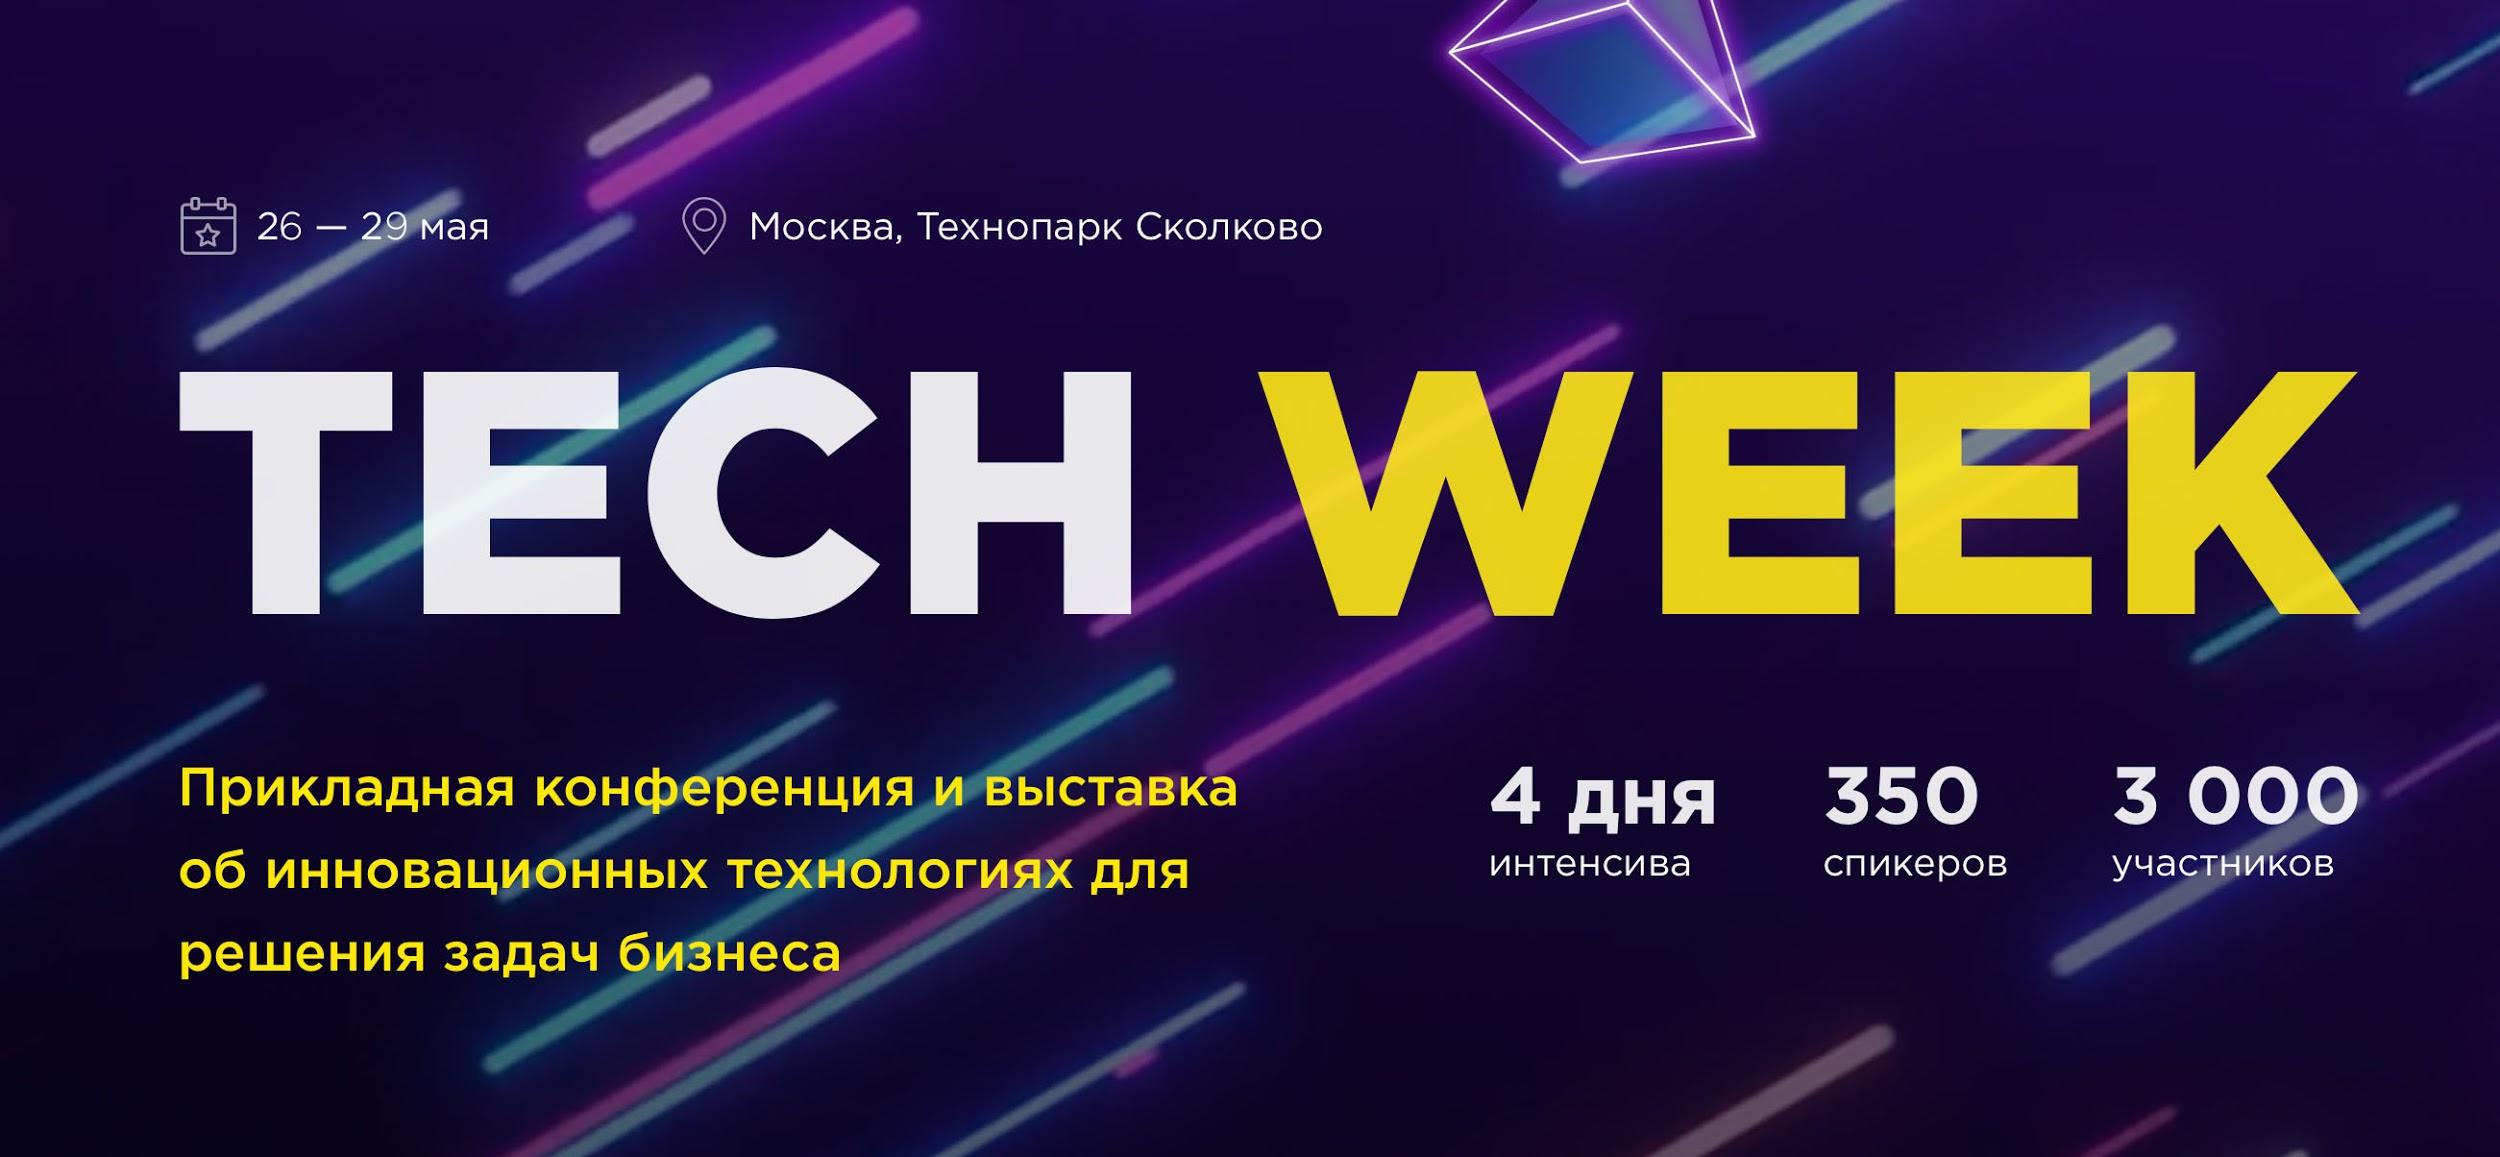 26 — 29 мая
Москва, Технопарк Сколково
TECH WEEK
Прикладная конференция и выставка
об инновационных технологиях для
решения задач бизнеса
4 дня
интенсива
350
спикеров
3 000
участников